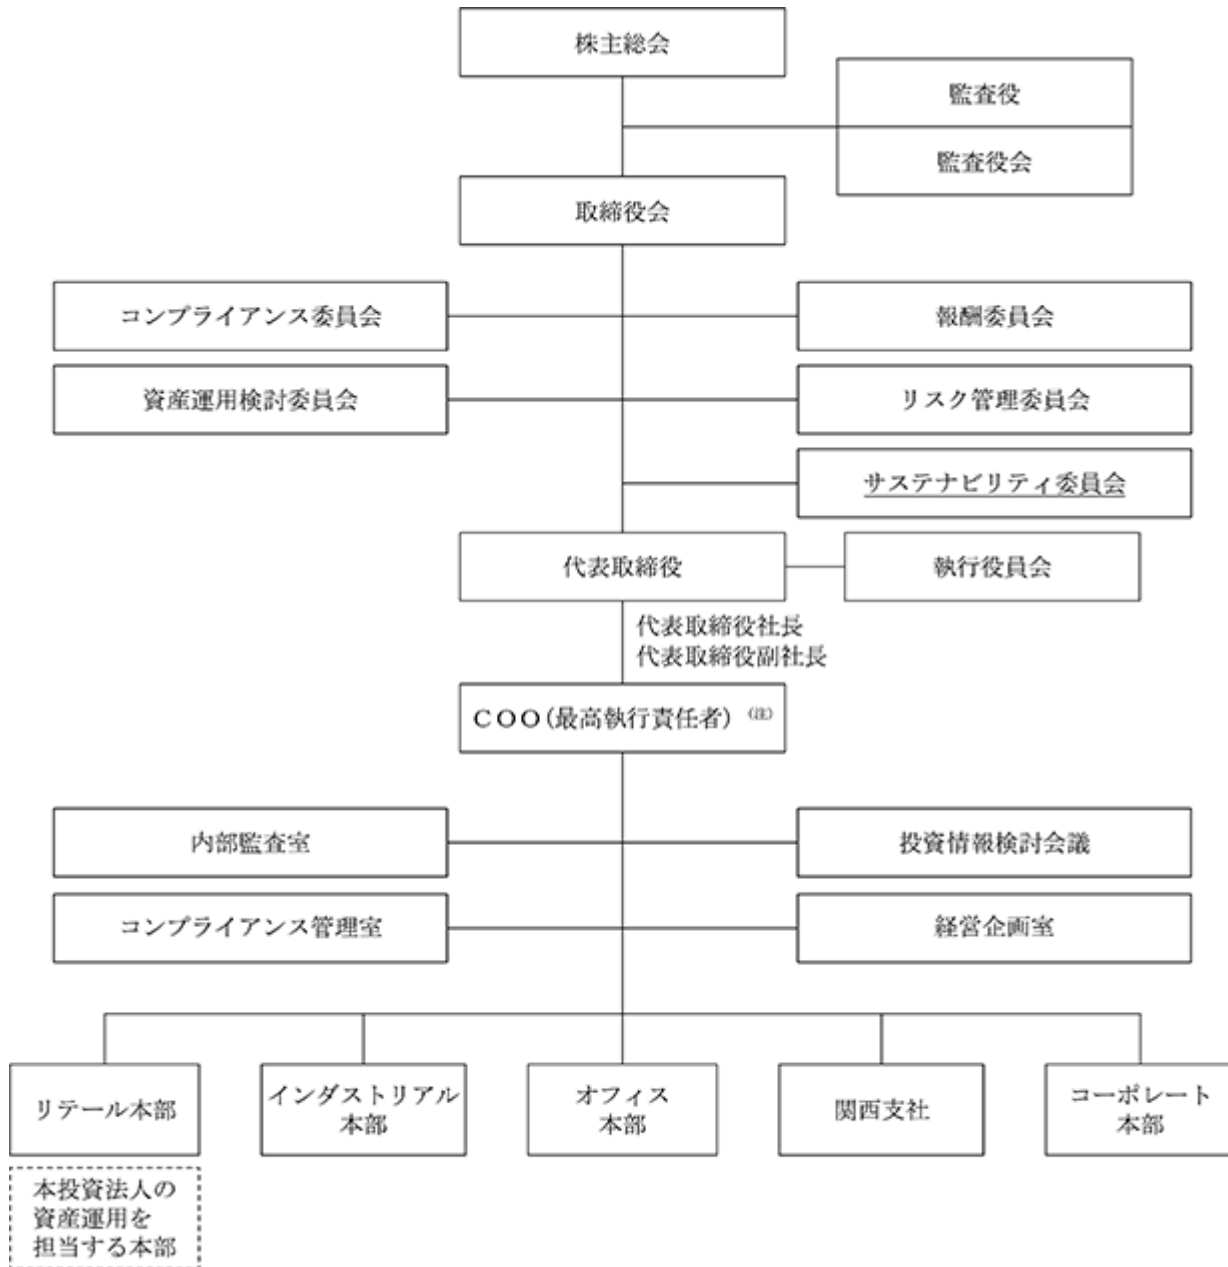 株主総会
監査役
監査役会
取締役会
コンプライアンス委員会
報酬委員会
資産運用検討委員会
リスク管理委員会
サステナビリティ委員会
代表取締役
執行役員会
代表取締役社長
代表取締役副社長
ＣＯＯ(最高執行責任者) (注)
内部監査室
投資情報検討会議
コンプライアンス管理室
経営企画室
リテール本部
インダストリアル
本部
オフィス
本部
関西支社
コーポレート
本部
本投資法人の
資産運用を
担当する本部